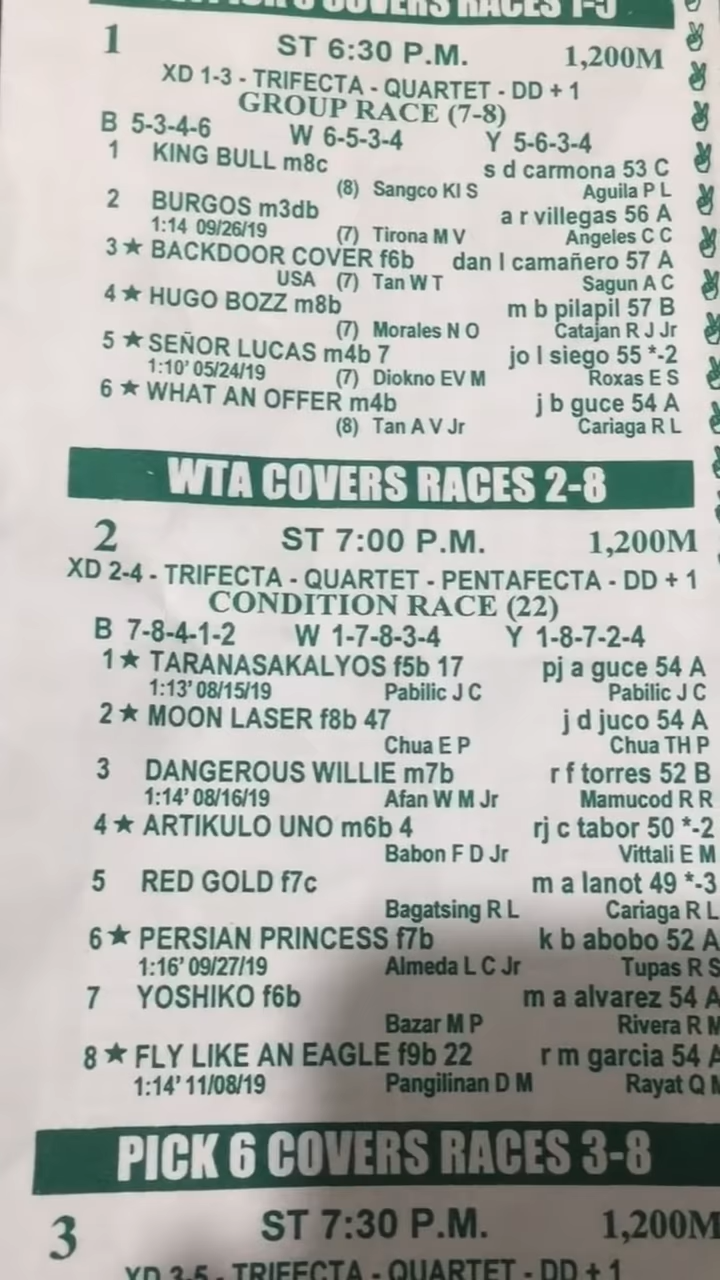 COVERS RACES 1-5
1 ST 6:30 P.M. 1,200M
XD 1-3 - TRIFECTA - QUARTET - DD + 1
GROUP RACE (7-8)
B 5-3-4-6 W 6-5-3-4 Y 5-6-3-4
1 KING BULL m8c s d carmona 53 C
(8) Sangco KI S Aguila P L
2 BURGOS m3db a r villegas 56 A
1:14 09/26/19 (7) Tirona M V Angeles C C
3 ★ BACKDOOR COVER f6b dan l camañero 57 A
USA (7) Tan W T Sagun A C
4 ★ HUGO BOZZ m8b m b pilapil 57 B
(7) Morales N O Catajan R J Jr
5 ★ SEÑOR LUCAS m4b 7 jo l siego 55 *-2
1:10' 05/24/19 (7) Diokno EV M Roxas E S
6 ★ WHAT AN OFFER m4b j b guce 54 A
(8) Tan A V Jr Cariaga R L
WTA COVERS RACES 2-8
2 ST 7:00 P.M. 1,200M
XD 2-4 - TRIFECTA - QUARTET - PENTAFECTA - DD + 1
CONDITION RACE (22)
B 7-8-4-1-2 W 1-7-8-3-4 Y 1-8-7-2-4
1 ★ TARANASAKALYOS f5b 17 pj a guce 54 A
1:13' 08/15/19 Pabilic J C Pabilic J C
2 ★ MOON LASER f8b 47 j d juco 54 A
Chua E P Chua TH P
3 DANGEROUS WILLIE m7b r f torres 52 B
1:14' 08/16/19 Afan W M Jr Mamucod R R
4 ★ ARTIKULO UNO m6b 4 rj c tabor 50 *-2
Babon F D Jr Vittali E M
5 RED GOLD f7c m a lanot 49 *-3
Bagatsing R L Cariaga R L
6 ★ PERSIAN PRINCESS f7b k b abobo 52 A
1:16' 09/27/19 Almeda L C Jr Tupas R S
7 YOSHIKO f6b m a alvarez 54 A
Bazar M P Rivera R M
8 ★ FLY LIKE AN EAGLE f9b 22 r m garcia 54 A
1:14' 11/08/19 Pangilinan D M Rayat Q M
PICK 6 COVERS RACES 3-8
3 ST 7:30 P.M. 1,200M
XD 3-5 - TRIFECTA - QUARTET - DD + 1